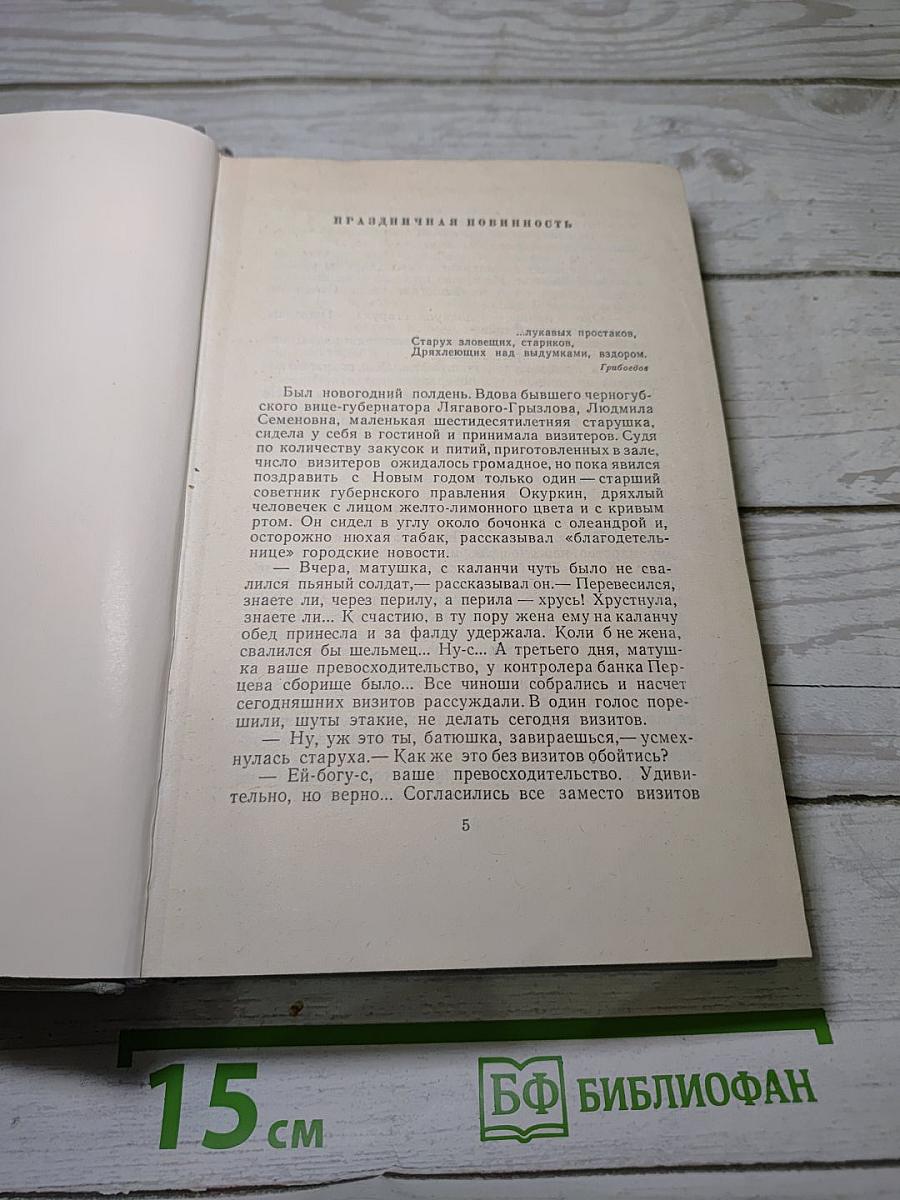 ПРАЗДНИЧНАЯ ПОВИННОСТЬ
...лукавых простаков,
Старух зловещих, стариков,
Дряхлеющих над выдумками, вздором.
Грибоедов
Был новогодний полдень. Вдова бывшего черногуб-
ского вице-губернатора Лягавого-Грызлова, Людмила
Семеновна, маленькая шестидесятилетняя старушка,
сидела у себя в гостиной и принимала визитеров. Судя
по количеству закусок и питий, приготовленных в зале,
число визитеров ожидалось громадное, но пока явился
поздравить с Новым годом только один — старший
советник губернского правления Окуркин, дряхлый
человечек с лицом желто-лимонного цвета и с кривым
ртом. Он сидел в углу около бочонка с олеандрой и,
осторожно нюхая табак, рассказывал «благодетель-
нице» городские новости.
— Вчера, матушка, с каланчи чуть было не сва-
лился пьяный солдат,— рассказывал он.— Перевесился,
знаете ли, через перилу, а перила — хрусь! Хрустнула,
знаете ли... К счастию, в ту пору жена ему на каланчу
обед принесла и за фалду удержала. Коли б не жена,
свалился бы шельмец... Ну-с... А третьего дня, матуш-
ка ваше превосходительство, у контролера банка Пер-
цева сборище было... Все чиноши собрались и насчет
сегодняшних визитов рассуждали. В один голос поре-
шили, шуты этакие, не делать сегодня визитов.
— Ну, уж это ты, батюшка, завираешься,— усмех-
нулась старуха.— Как же это без визитов обойтись?
— Ей-богу-с, ваше превосходительство. Удиви-
тельно, но верно... Согласились все заместо визитов
5
15 см
БФ БИБЛИОФАН